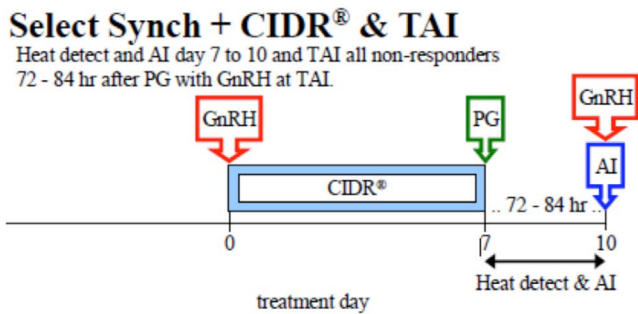 Select Synch + CIDR® & TAI
Heat detect and AI day 7 to 10 and TAI all non-responders
72 - 84 hr after PG with GnRH at TAI.
GnRH
PG
GnRH
AI
CIDR®
.. 72 - 84 hr ..
0
7
10
Heat detect & AI
treatment day